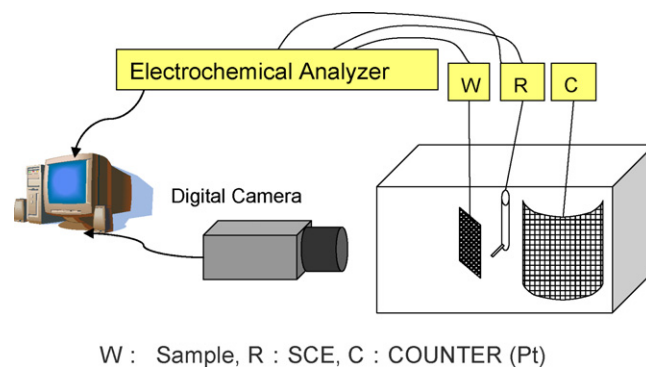 Electrochemical Analyzer
W
R
C
Digital Camera
W : Sample, R : SCE, C : COUNTER (Pt)